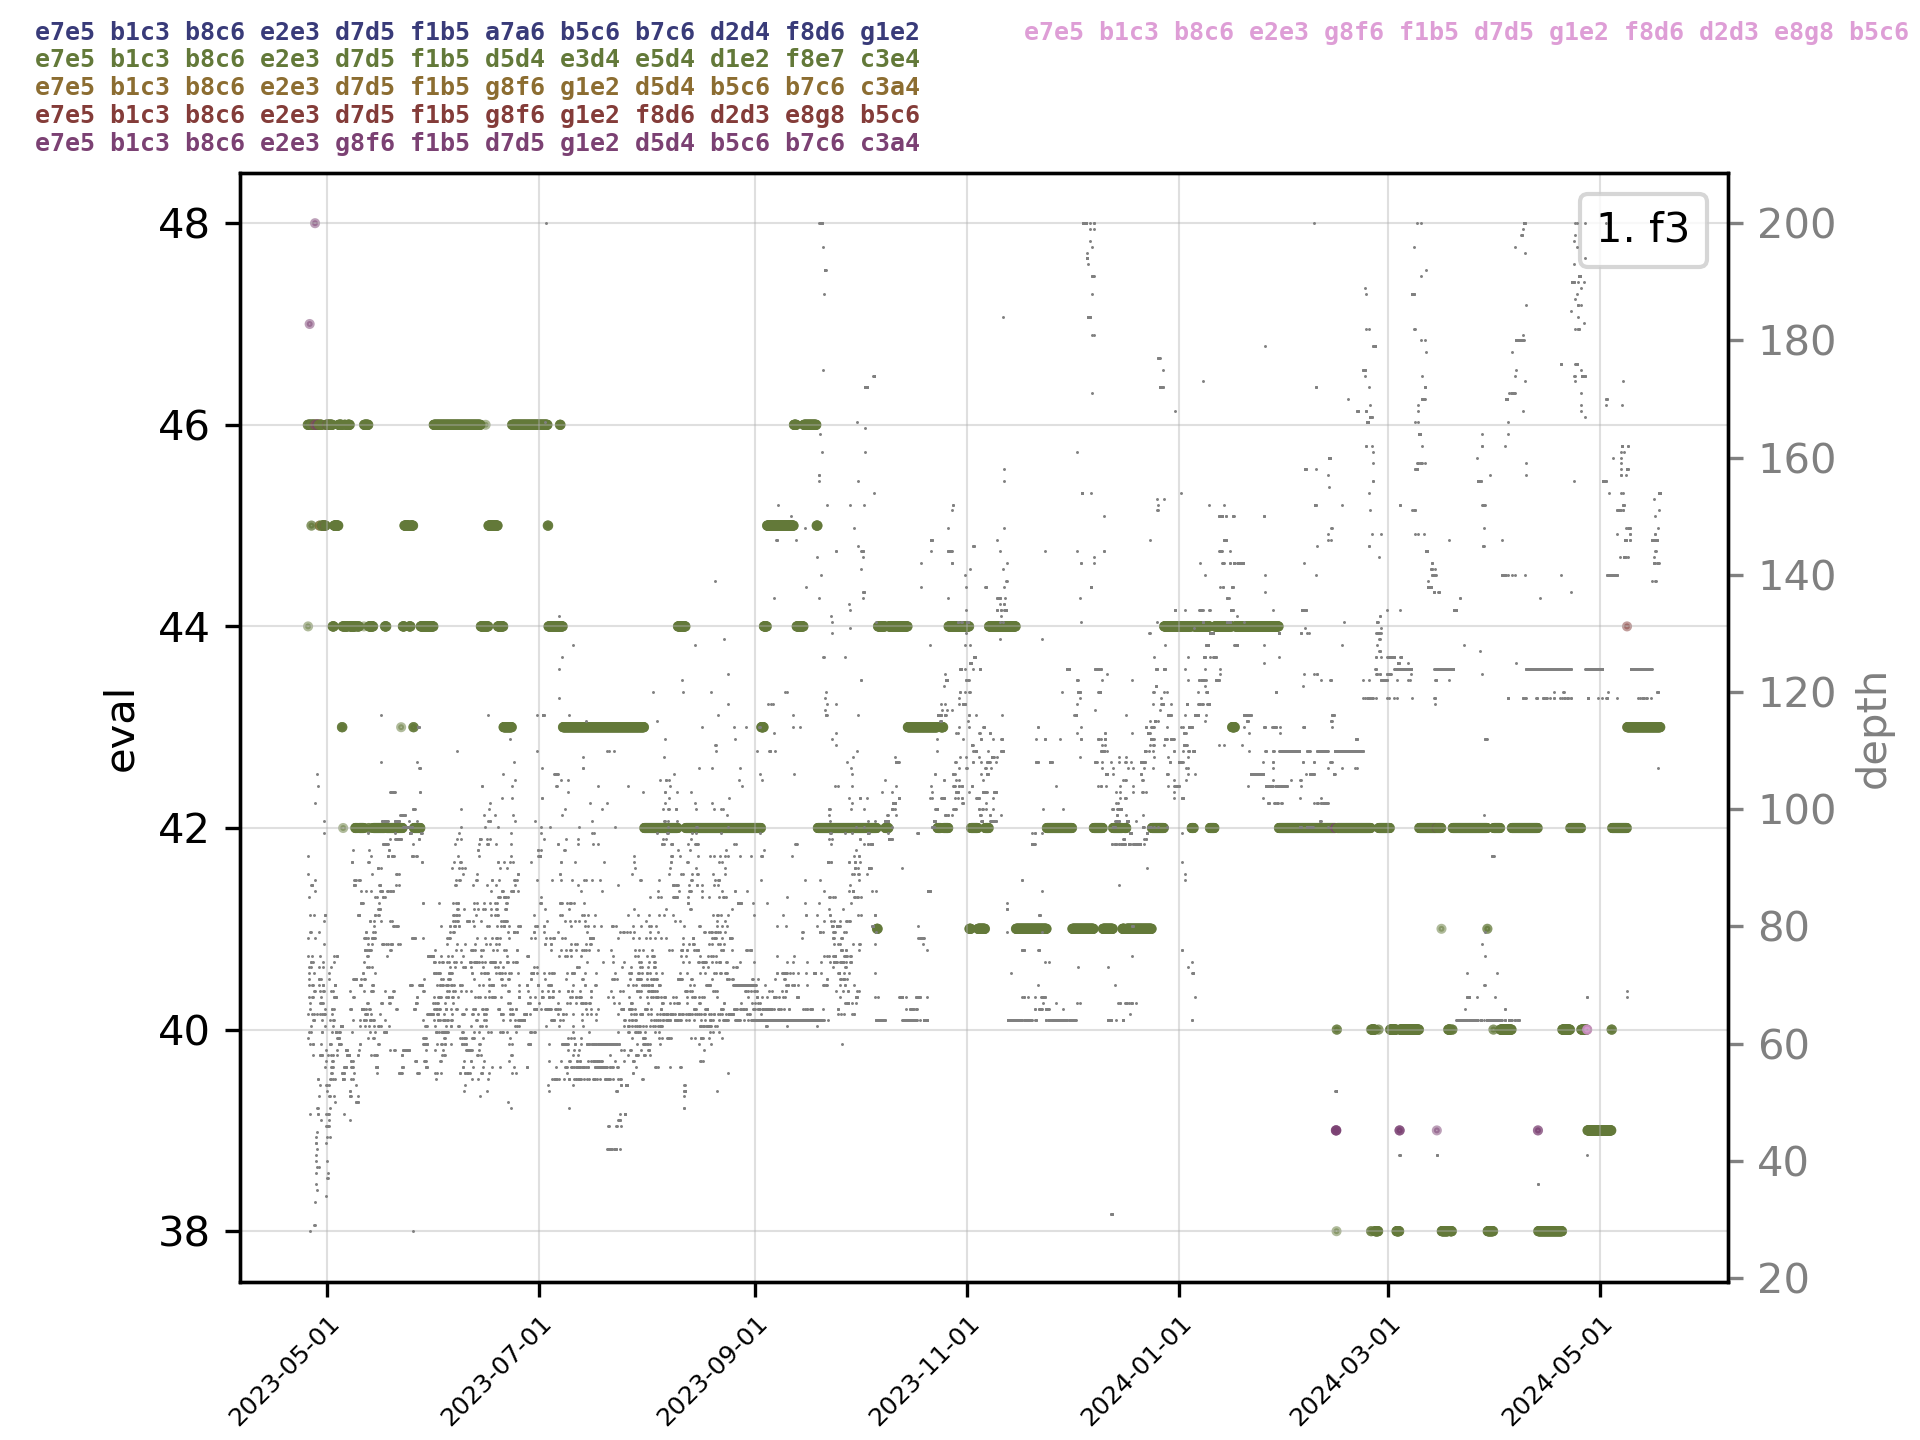 e7e5 b1c3 b8c6 e2e3 d7d5 f1b5 a7a6 b5c6 b7c6 d2d4 f8d6 g1e2
e7e5 b1c3 b8c6 e2e3 d7d5 f1b5 d5d4 e3d4 e5d4 d1e2 f8e7 c3e4
e7e5 b1c3 b8c6 e2e3 d7d5 f1b5 g8f6 g1e2 d5d4 b5c6 b7c6 c3a4
e7e5 b1c3 b8c6 e2e3 d7d5 f1b5 g8f6 g1e2 f8d6 d2d3 e8g8 b5c6
e7e5 b1c3 b8c6 e2e3 g8f6 f1b5 d7d5 g1e2 d5d4 b5c6 b7c6 c3a4
e7e5 b1c3 b8c6 e2e3 g8f6 f1b5 d7d5 g1e2 f8d6 d2d3 e8g8 b5c6
1. f3
eval
48
46
44
42
40
38
depth
200
180
160
140
120
100
80
60
40
20
2023-05-01
2023-07-01
2023-09-01
2023-11-01
2024-01-01
2024-03-01
2024-05-01